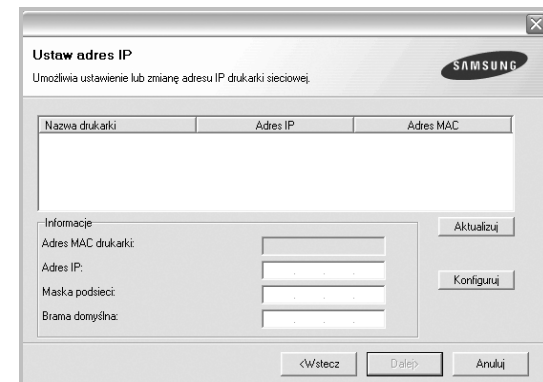 Ustaw adres IP
Umożliwia ustawienie lub zmianę adresu IP drukarki sieciowej.
SAMSUNG
Nazwa drukarki Adres IP Adres MAC
Informacje
Aktualizuj
Adres MAC drukarki:
Adres IP:
Konfiguruj
Maska podsieci:
Brama domyślna:
<Wstecz Dalej> Anuluj